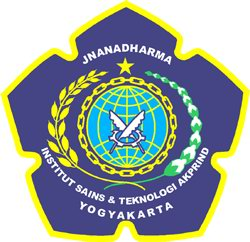 JNANADHARMA
INSTITUT SAINS & TEKNOLOGI AKPRIND
YOGYAKARTA